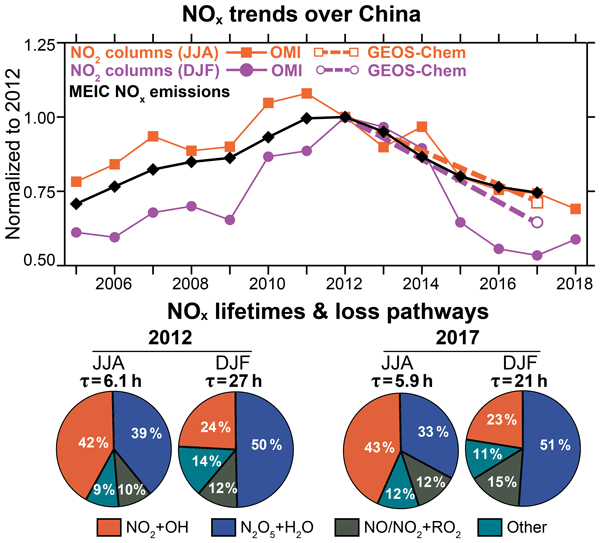 NOₓ trends over China
1.25
1.00
0.75
0.50
Normalized to 2012
NO₂ columns (JJA) OMI GEOS-Chem
NO₂ columns (DJF) OMI GEOS-Chem
MEIC NOₓ emissions
2006 2008 2010 2012 2014 2016 2018
NOₓ lifetimes & loss pathways
2012 2017
JJA DJF JJA DJF
τ=6.1 h τ=27 h τ=5.9 h τ=21 h
42% 39% 9% 10%
24% 50% 14% 12%
43% 33% 12% 12%
23% 51% 11% 15%
NO₂+OH N₂O₅+H₂O NO/NO₂+RO₂ Other